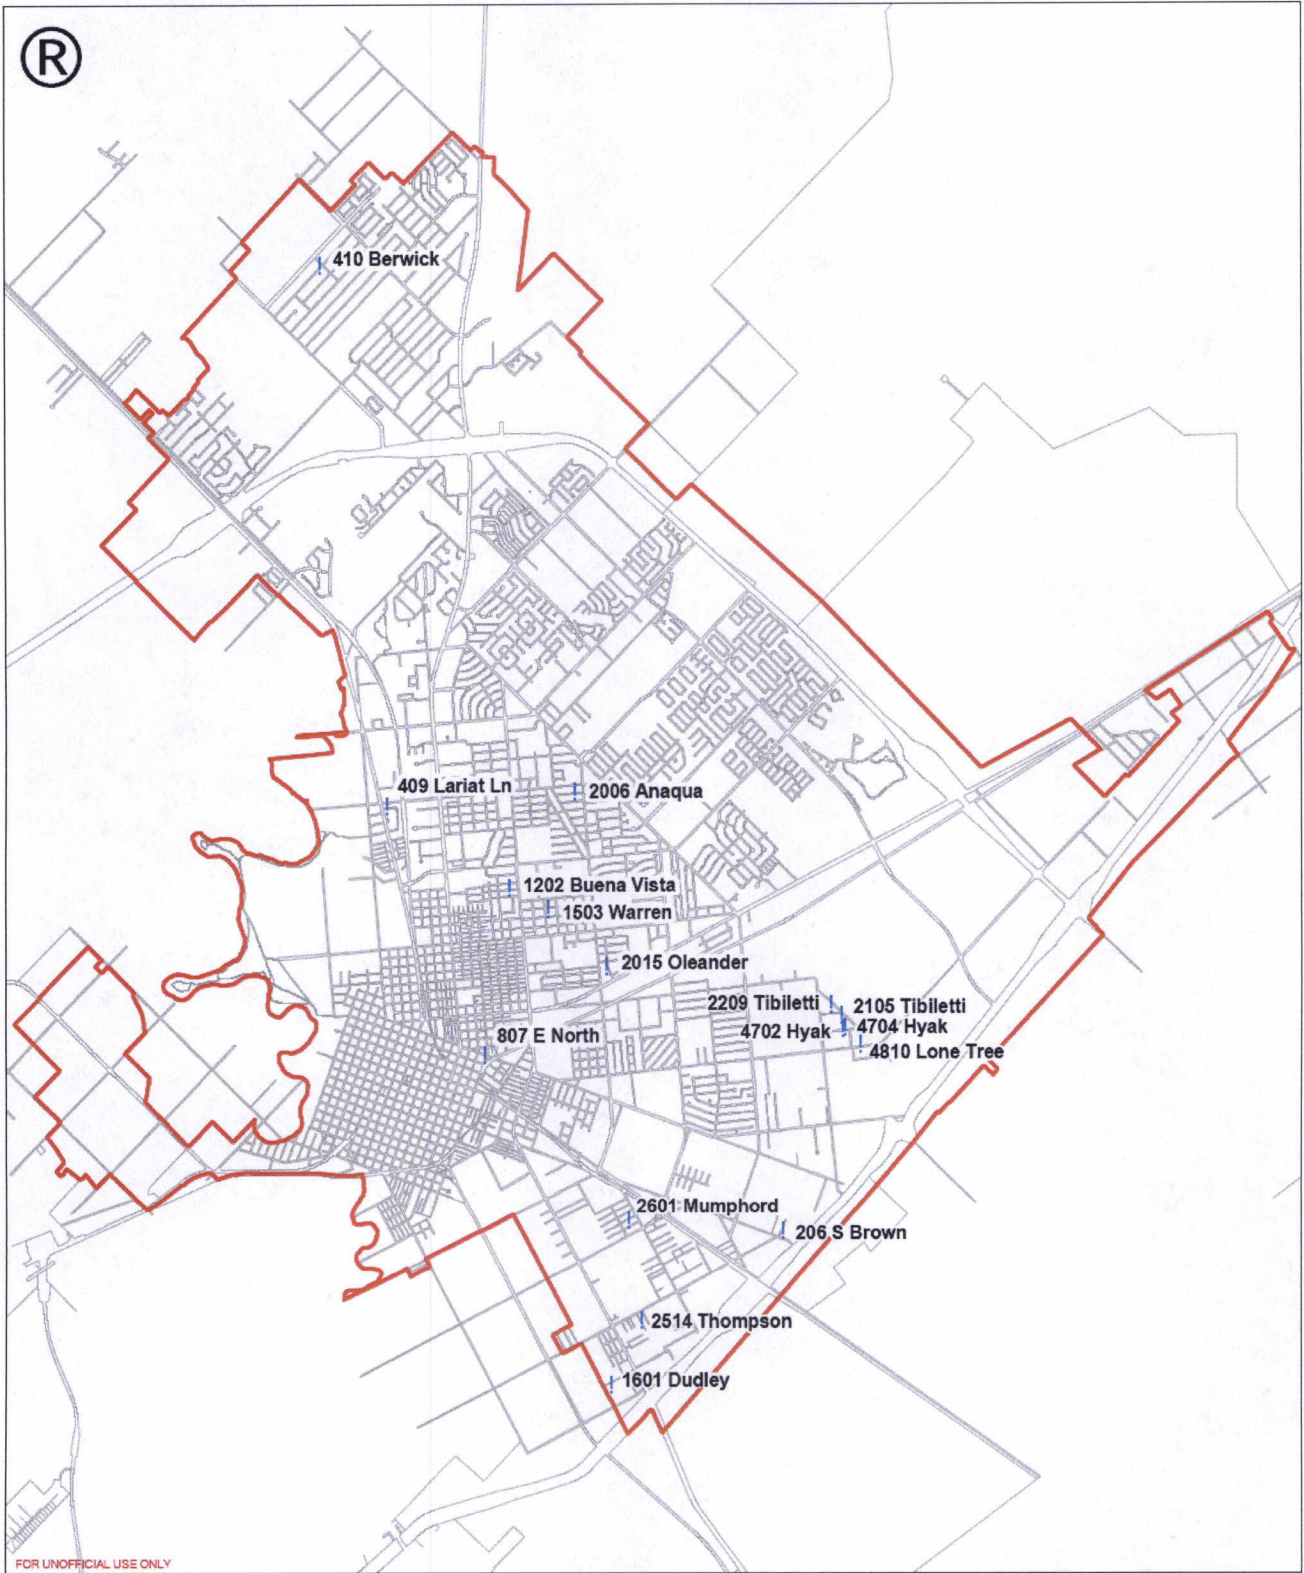 ®
410 Berwick
409 Lariat Ln
2006 Anaqua
1202 Buena Vista
1503 Warren
2015 Oleander
2209 Tibiletti
2105 Tibiletti
4702 Hyak
4704 Hyak
807 E North
4810 Lone Tree
2601 Mumphord
206 S Brown
2514 Thompson
1601 Dudley
FOR UNOFFICIAL USE ONLY